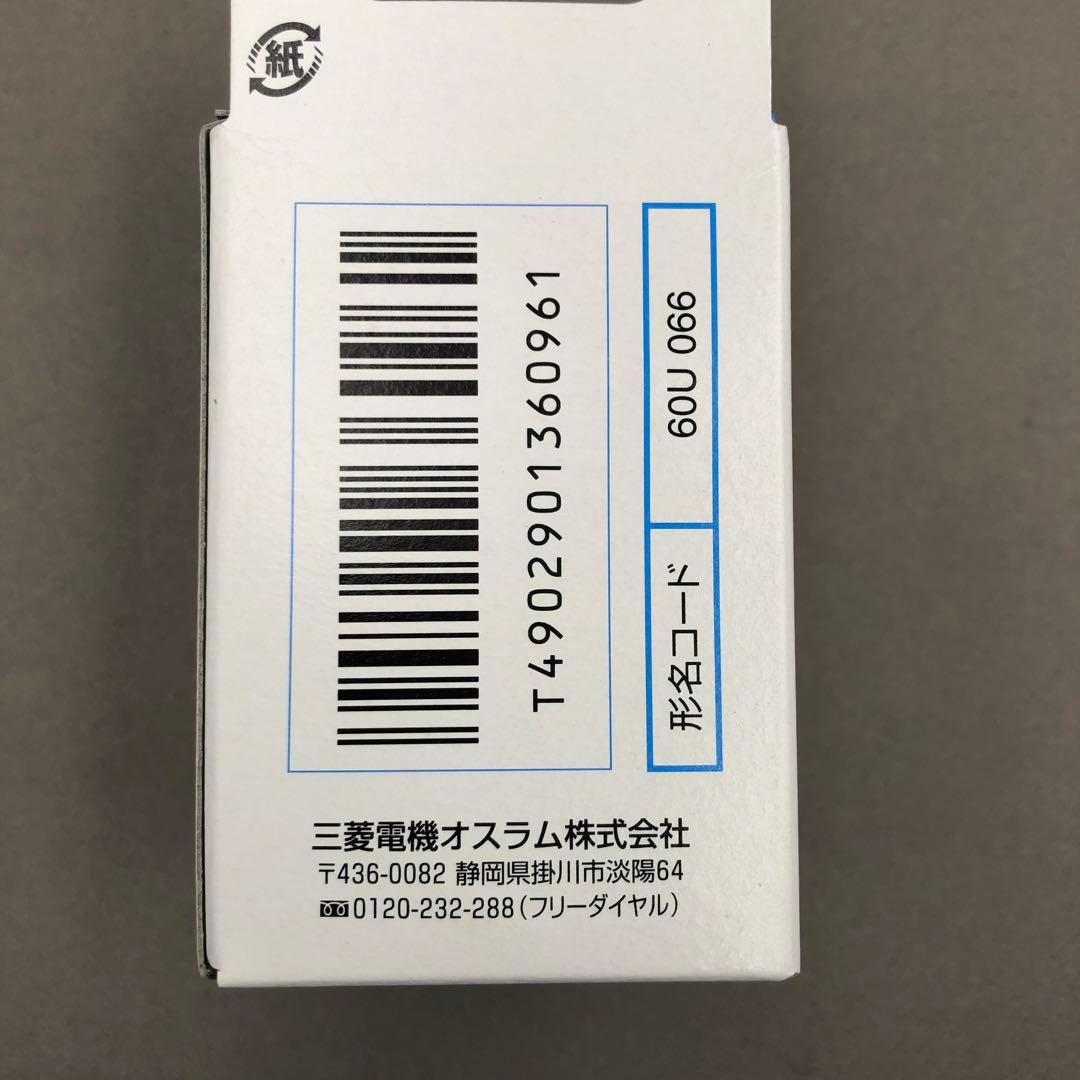 紙
T4902901360961
形名コード 60U 066
三菱電機オスラム株式会社
〒436-0082 静岡県掛川市淡陽64
0120-232-288(フリーダイヤル)